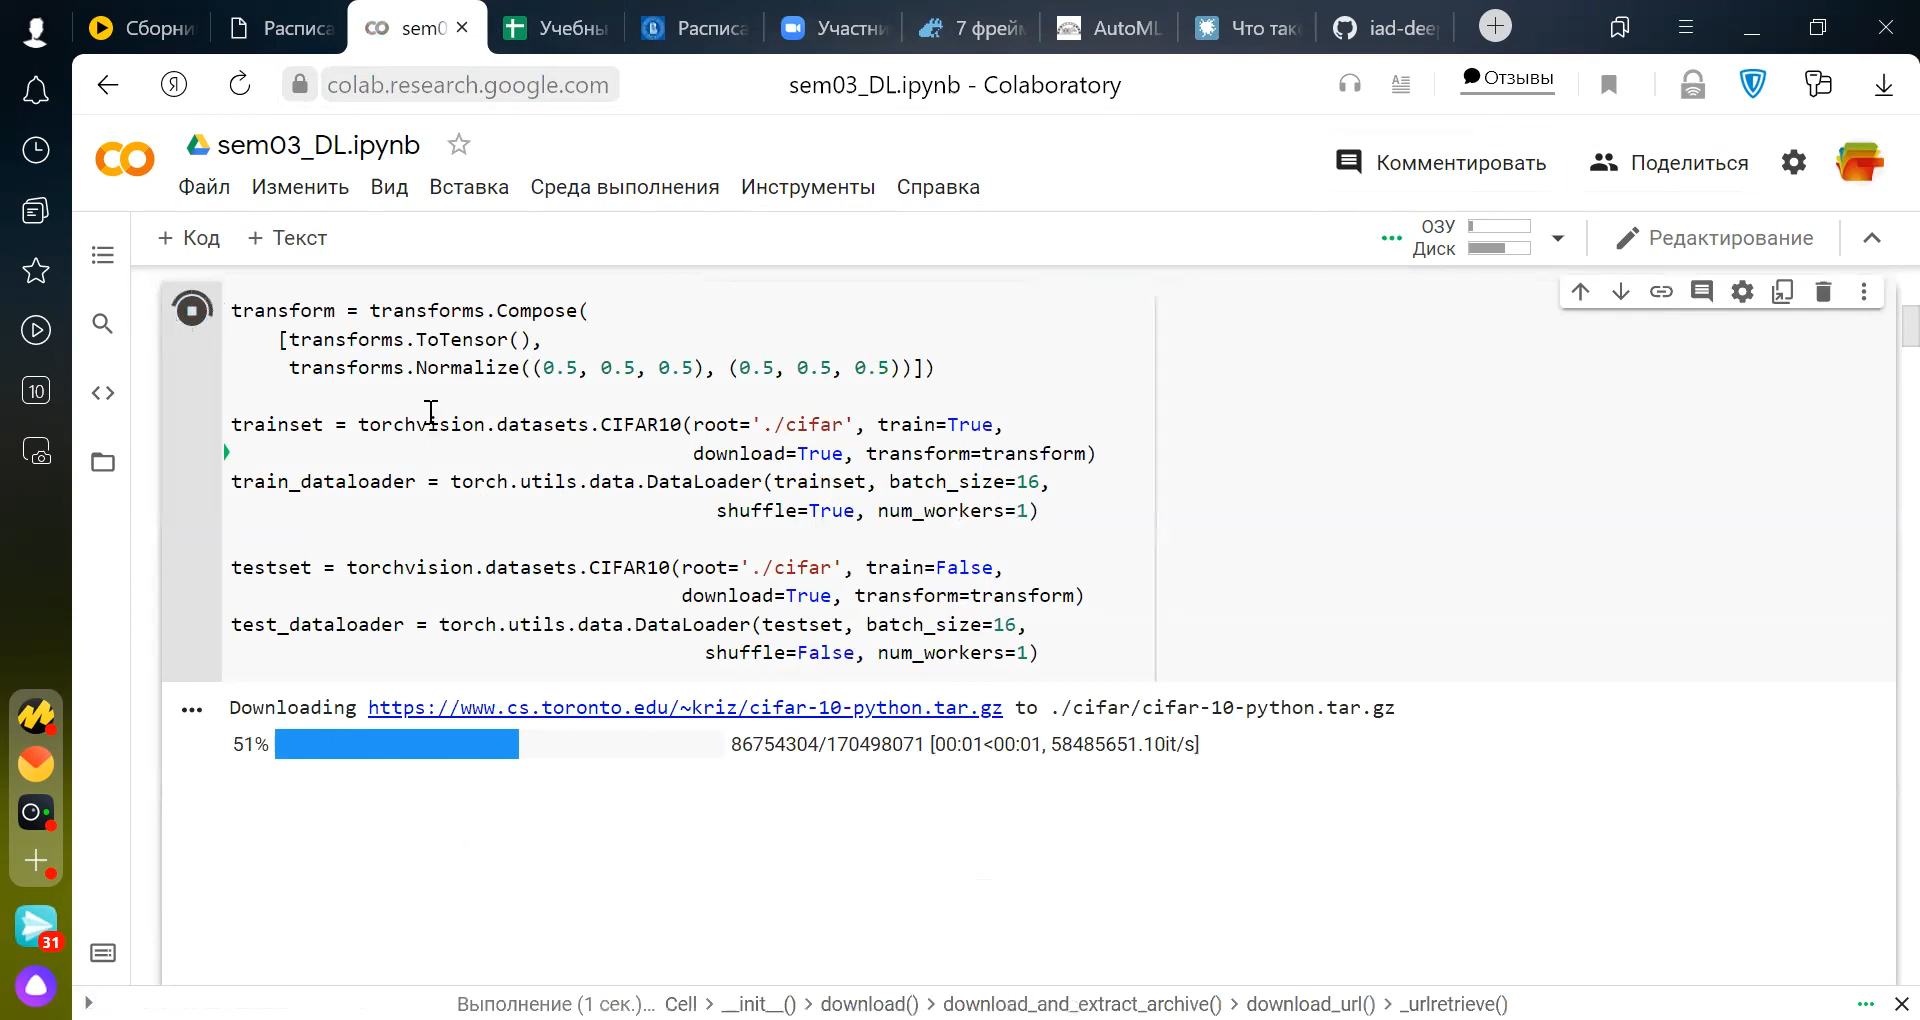 Сборни
Расписа
sem0
Учебны
Расписа
Участни
7 фрейм
AutoML
Что так
iad-deep
colab.research.google.com
sem03_DL.ipynb - Colaboratory
Отзывы
sem03_DL.ipynb
Комментировать
Поделиться
Файл Изменить Вид Вставка Среда выполнения Инструменты Справка
+ Код + Текст
ОЗУ
Диск
Редактирование
10
transform = transforms.Compose(
[transforms.ToTensor(),
transforms.Normalize((0.5, 0.5, 0.5), (0.5, 0.5, 0.5))])
trainset = torchvision.datasets.CIFAR10(root='./cifar', train=True,
download=True, transform=transform)
train_dataloader = torch.utils.data.DataLoader(trainset, batch_size=16,
shuffle=True, num_workers=1)
testset = torchvision.datasets.CIFAR10(root='./cifar', train=False,
download=True, transform=transform)
test_dataloader = torch.utils.data.DataLoader(testset, batch_size=16,
shuffle=False, num_workers=1)
Downloading https://www.cs.toronto.edu/~kriz/cifar-10-python.tar.gz to ./cifar/cifar-10-python.tar.gz
51% 86754304/170498071 [00:01<00:01, 58485651.10it/s]
31
Выполнение (1 сек.)... Cell > __init__() > download() > download_and_extract_archive() > download_url() > _urlretrieve()